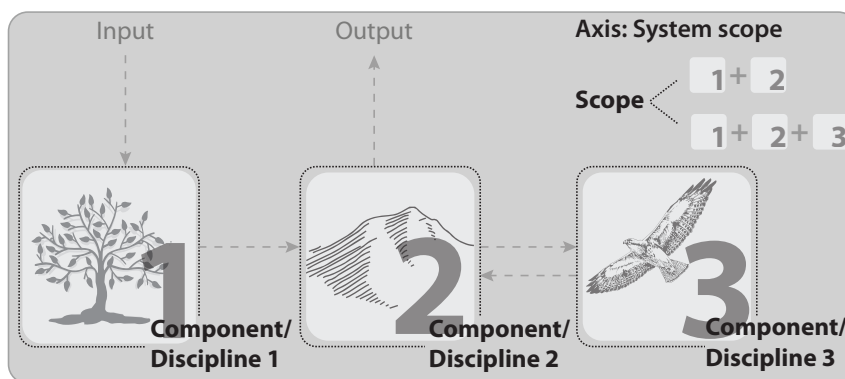 Input
Output
Axis: System scope
Scope
1 + 2
1 + 2 + 3
1
2
3
Component/
Discipline 1
Component/
Discipline 2
Component/
Discipline 3